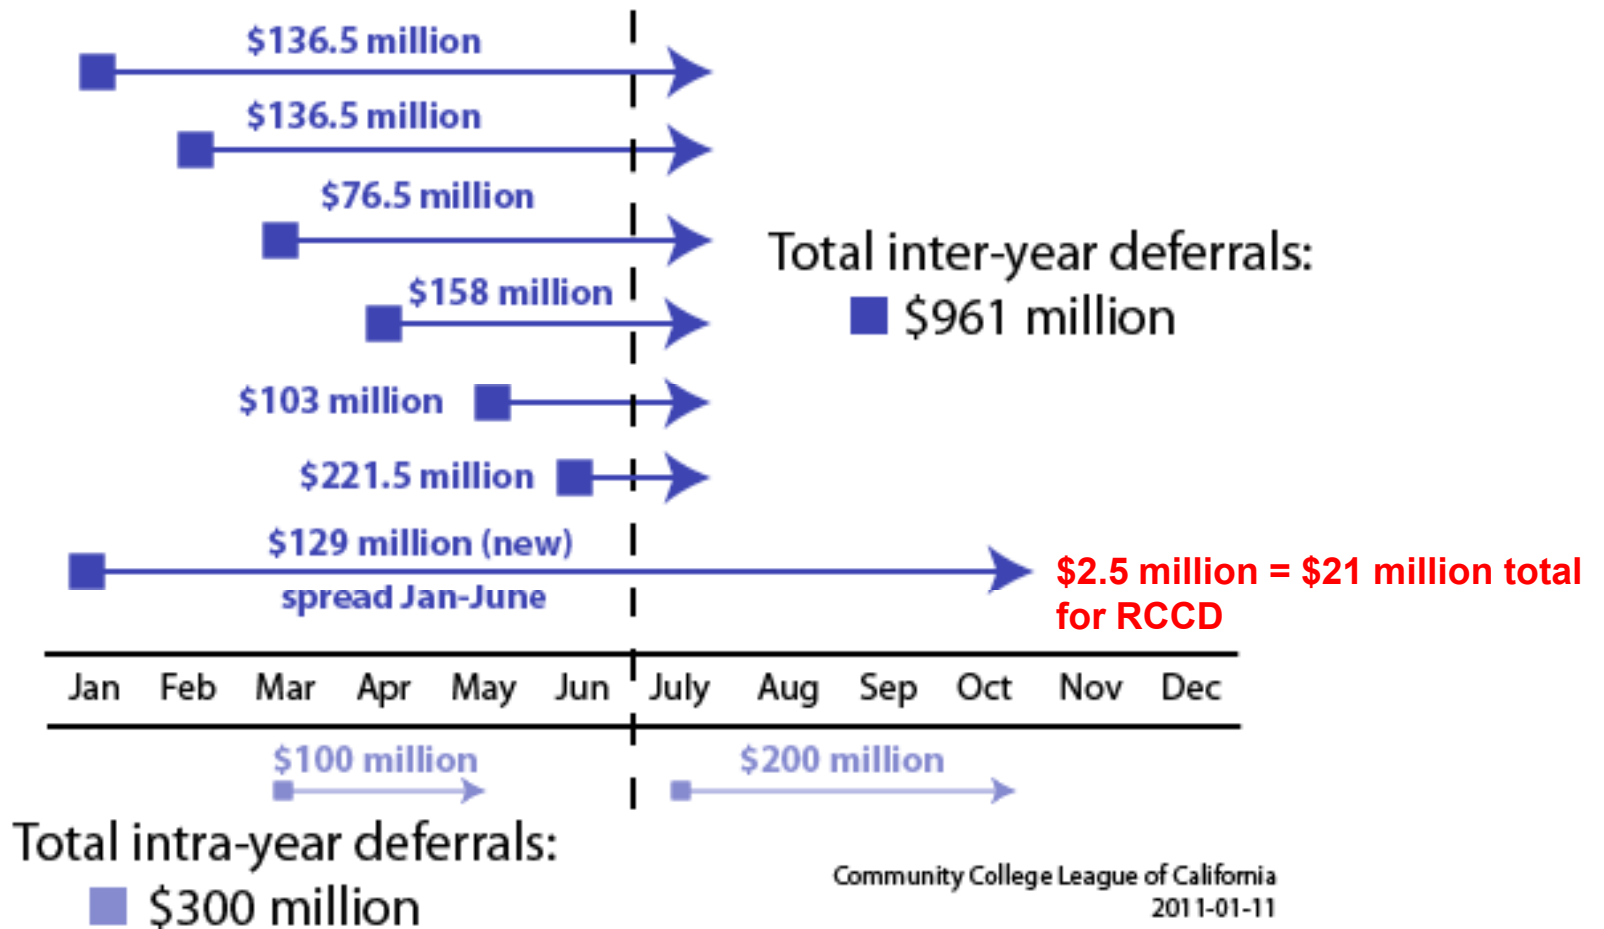 $136.5 million
$136.5 million
$76.5 million
Total inter-year deferrals:
$158 million
$961 million
$103 million
$221.5 million
$129 million (new)
spread Jan-June
$2.5 million = $21 million total
for RCCD
Jan Feb Mar Apr May Jun July Aug Sep Oct Nov Dec
$100 million
$200 million
Total intra-year deferrals:
$300 million
Community College League of California
2011-01-11